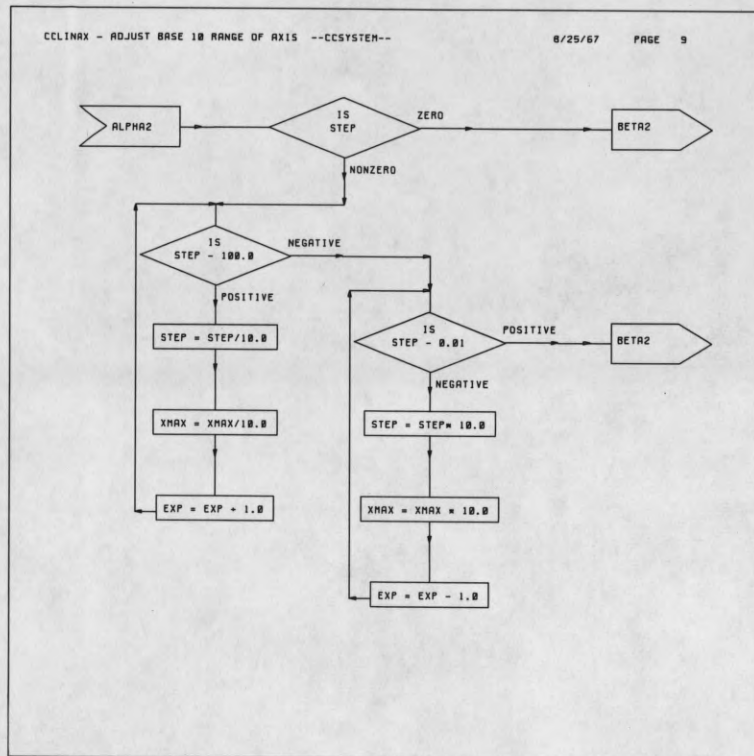 CCLINAX - ADJUST BASE 10 RANGE OF AXIS --CCSYSTEM-- 8/25/67 PAGE 9
ALPHA2
IS
STEP
ZERO
BETA2
NONZERO
IS
STEP - 100.0
NEGATIVE
POSITIVE
STEP = STEP/10.0
XMAX = XMAX/10.0
EXP = EXP + 1.0
IS
STEP - 0.01
POSITIVE
BETA2
NEGATIVE
STEP = STEP* 10.0
XMAX = XMAX * 10.0
EXP = EXP - 1.0